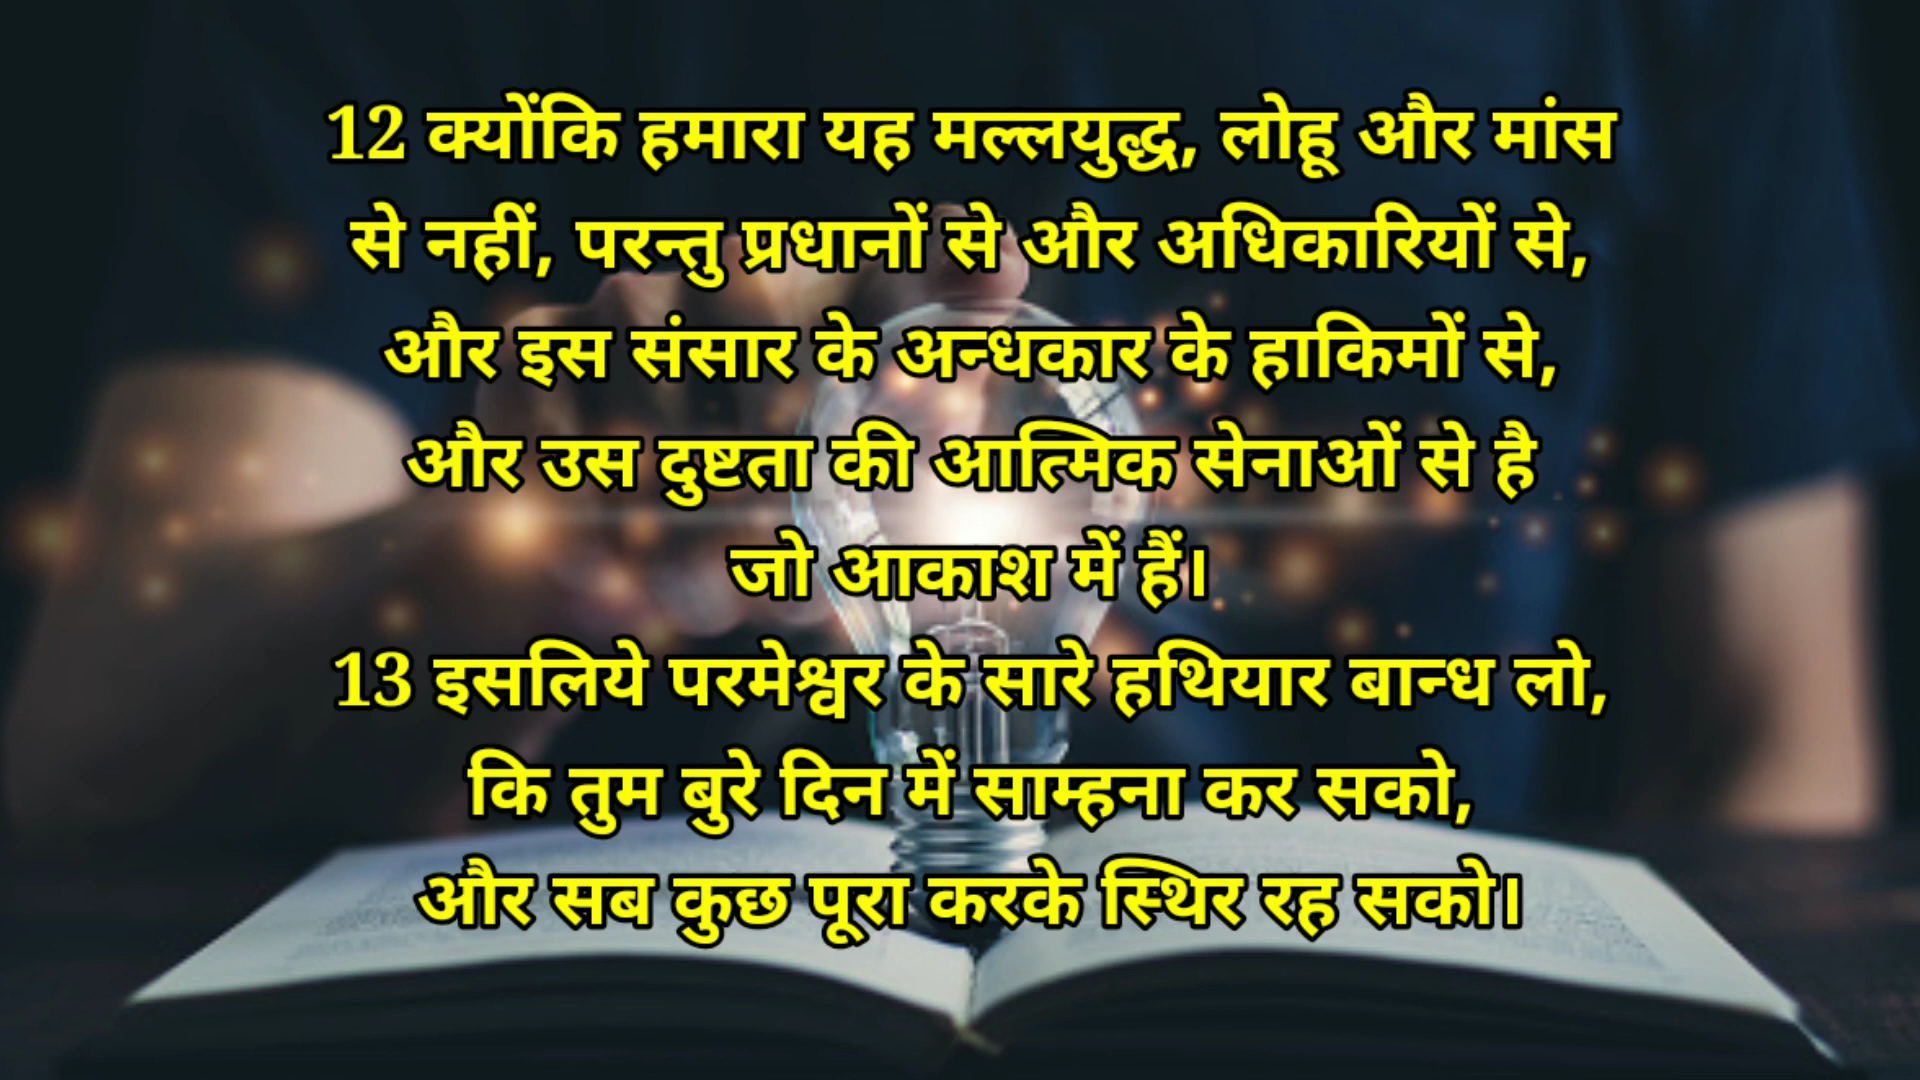 12 क्योंकि हमारा यह मल्लयुद्ध, लोहू और मांस
से नहीं, परन्तु प्रधानों से और अधिकारियों से,
और इस संसार के अन्धकार के हाकिमों से,
और उस दुष्टता की आत्मिक सेनाओं से है
जो आकाश में हैं।
13 इसलिये परमेश्वर के सारे हथियार बान्ध लो,
कि तुम बुरे दिन में साम्हना कर सको,
और सब कुछ पूरा करके स्थिर रह सको।